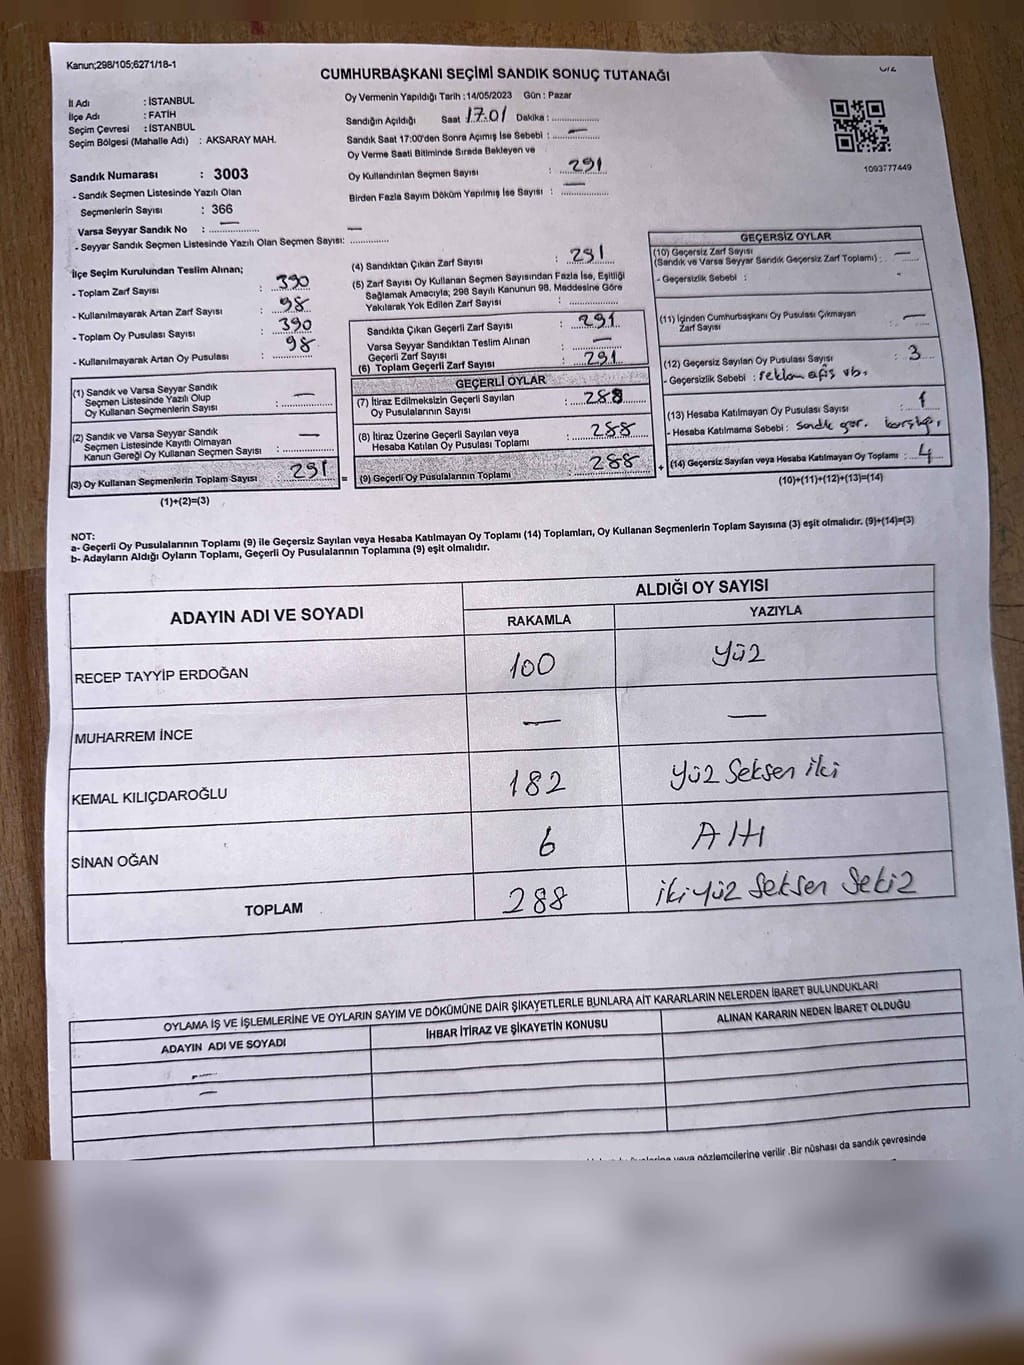 Kanun;298/105;6271/18-1
CUMHURBAŞKANI SEÇİMİ SANDIK SONUÇ TUTANAĞI
İl Adı : İSTANBUL
İlçe Adı : FATİH
Seçim Çevresi : İSTANBUL
Seçim Bölgesi (Mahalle Adı) : AKSARAY MAH.
Oy Vermenin Yapıldığı Tarih :14/05/2023 Gün : Pazar
Sandığın Açıldığı Saat 17:01 Dakika :
Sandık Saat 17:00'den Sonra Açımış İse Sebebi : —
Oy Verme Saati Bitiminde Sırada Bekleyen ve
Oy Kullandırılan Seçmen Sayısı : 291
Birden Fazla Sayım Döküm Yapılmış İse Sayısı : —
1093777449
Sandık Numarası : 3003
- Sandık Seçmen Listesinde Yazılı Olan
Seçmenlerin Sayısı : 366
Varsa Seyyar Sandık No : —
- Seyyar Sandık Seçmen Listesinde Yazılı Olan Seçmen Sayısı: —
İlçe Seçim Kurulundan Teslim Alınan;
- Toplam Zarf Sayısı : 390
- Kullanılmayarak Artan Zarf Sayısı : 98
- Toplam Oy Pusulası Sayısı : 390
- Kullanılmayarak Artan Oy Pusulası : 98
(1) Sandık ve Varsa Seyyar Sandık
Seçmen Listesinde Yazılı Olup
Oy Kullanan Seçmenlerin Sayısı : —
(2) Sandık ve Varsa Seyyar Sandık
Seçmen Listesinde Kayıtlı Olmayan
Kanun Gereği Oy Kullanan Seçmen Sayısı : —
(3) Oy Kullanan Seçmenlerin Toplam Sayısı : 291 =
(1)+(2)=(3)
(4) Sandıktan Çıkan Zarf Sayısı : 291
(5) Zarf Sayısı Oy Kullanan Seçmen Sayısından Fazla İse, Eşitliği
Sağlamak Amacıyla; 298 Sayılı Kanunun 98. Maddesine Göre
Yakılarak Yok Edilen Zarf Sayısı :
Sandıkta Çıkan Geçerli Zarf Sayısı : 291
Varsa Seyyar Sandıktan Teslim Alınan
Geçerli Zarf Sayısı : —
(6) Toplam Geçerli Zarf Sayısı : 291
GEÇERLİ OYLAR
(7) İtiraz Edilmeksizin Geçerli Sayılan
Oy Pusulalarının Sayısı : 288
(8) İtiraz Üzerine Geçerli Sayılan veya
Hesaba Katılan Oy Pusulası Toplamı : 288
(9) Geçerli Oy Pusulalarının Toplamı : 288 +
GEÇERSİZ OYLAR
(10) Geçersiz Zarf Sayısı
(Sandık ve Varsa Seyyar Sandık Geçersiz Zarf Toplamı) : —
- Geçersizlik Sebebi : -
(11) İçinden Cumhurbaşkanı Oy Pusulası Çıkmayan
Zarf Sayısı : —
(12) Geçersiz Sayılan Oy Pusulası Sayısı : 3
- Geçersizlik Sebebi : reklam afiş vb.
(13) Hesaba Katılmayan Oy Pusulası Sayısı : 1
- Hesaba Katılmama Sebebi : Sandık gör.
(14) Geçersiz Sayılan veya Hesaba Katılmayan Oy Toplamı : 4
(10)+(11)+(12)+(13)=(14)
NOT:
a- Geçerli Oy Pusulalarının Toplamı (9) ile Geçersiz Sayılan veya Hesaba Katılmayan Oy Toplamı (14) Toplamları, Oy Kullanan Seçmenlerin Toplam Sayısına (3) eşit olmalıdır. (9)+(14)=(3)
b- Adayların Aldığı Oyların Toplamı, Geçerli Oy Pusulalarının Toplamına (9) eşit olmalıdır.
ADAYIN ADI VE SOYADI ALDIĞI OY SAYISI
RAKAMLA YAZIYLA
RECEP TAYYİP ERDOĞAN 100 Yüz
MUHARREM İNCE — —
KEMAL KILIÇDAROĞLU 182 Yüz Seksen iki
SİNAN OĞAN 6 Altı
TOPLAM 288 iki yüz Seksen Sekiz
OYLAMA İŞ VE İŞLEMLERİNE VE OYLARIN SAYIM VE DÖKÜMÜNE DAİR ŞİKAYETLERLE BUNLARA AİT KARARLARIN NELERDEN İBARET BULUNDUKLARI
ADAYIN ADI VE SOYADI İHBAR İTİRAZ VE ŞİKAYETİN KONUSU ALINAN KARARIN NEDEN İBARET OLDUĞU
—
—
veya gözlemcilerine verilir .Bir nüshası da sandık çevresinde